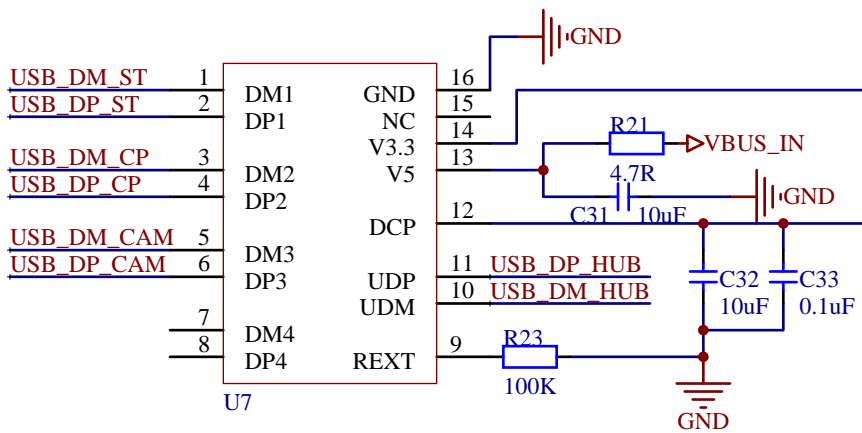 GND
USB_DM_ST 1 DM1 GND 16
USB_DP_ST 2 DP1 NC 15
V3.3 14
R21
VBUS_IN
USB_DM_CP 3 DM2 V5 13
4.7R
USB_DP_CP 4 DP2
C31 10uF
GND
DCP 12
USB_DM_CAM 5 DM3
USB_DP_CAM 6 DP3 UDP 11 USB_DP_HUB
UDM 10 USB_DM_HUB
C32
10uF
C33
0.1uF
7 DM4
8 DP4 REXT 9
R23
100K
U7
GND